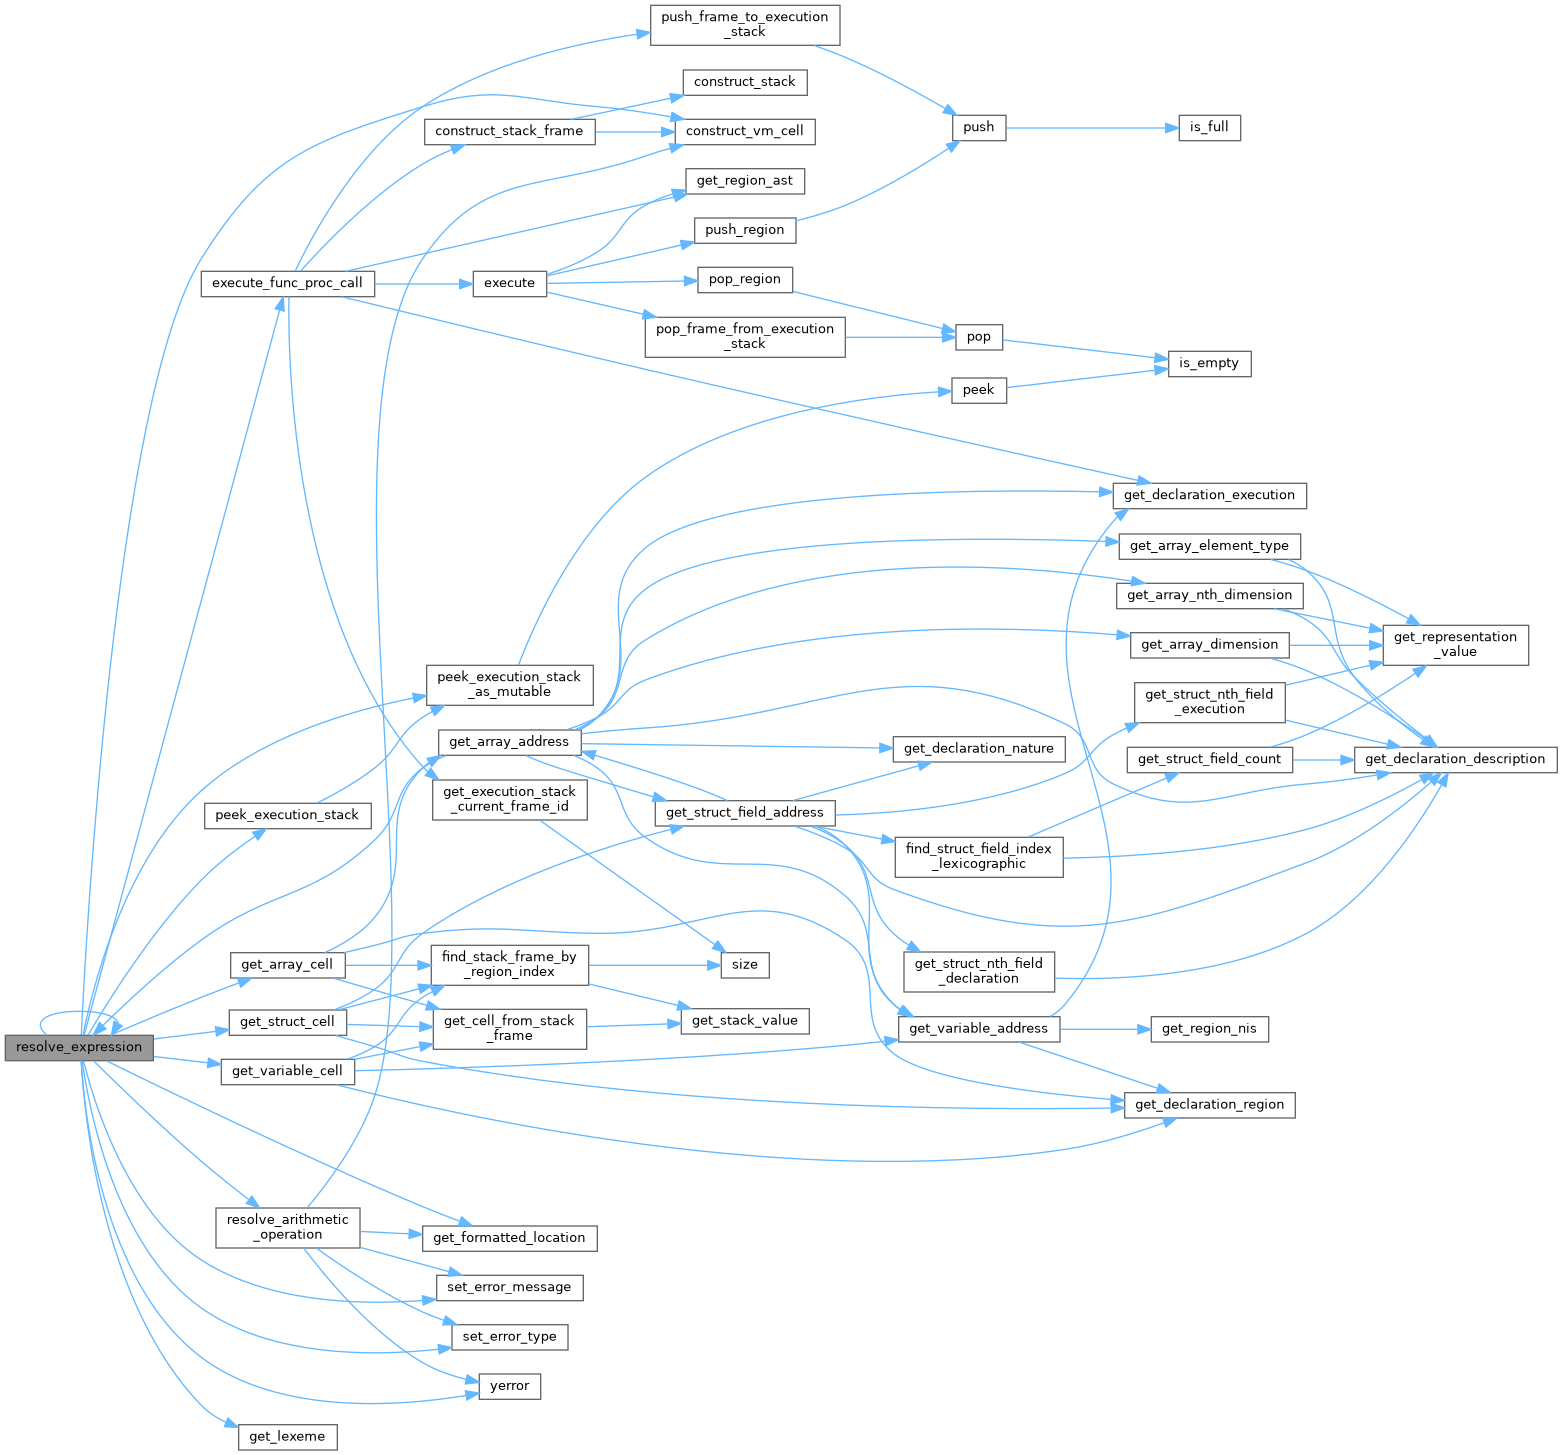 push_frame_to_execution
_stack
construct_stack
construct_stack_frame
construct_vm_cell
push
is_full
get_region_ast
push_region
execute_func_proc_call
execute
pop_region
pop_frame_from_execution
_stack
pop
is_empty
peek
get_declaration_execution
get_array_element_type
get_array_nth_dimension
get_array_dimension
get_representation
_value
peek_execution_stack
_as_mutable
get_struct_nth_field
_execution
get_array_address
get_declaration_nature
get_struct_field_count
get_declaration_description
peek_execution_stack
get_execution_stack
_current_frame_id
get_struct_field_address
find_struct_field_index
_lexicographic
get_array_cell
find_stack_frame_by
_region_index
size
get_struct_nth_field
_declaration
get_struct_cell
get_cell_from_stack
_frame
get_stack_value
get_variable_address
get_region_nis
resolve_expression
get_variable_cell
get_declaration_region
resolve_arithmetic
_operation
get_formatted_location
set_error_message
set_error_type
yerror
get_lexeme